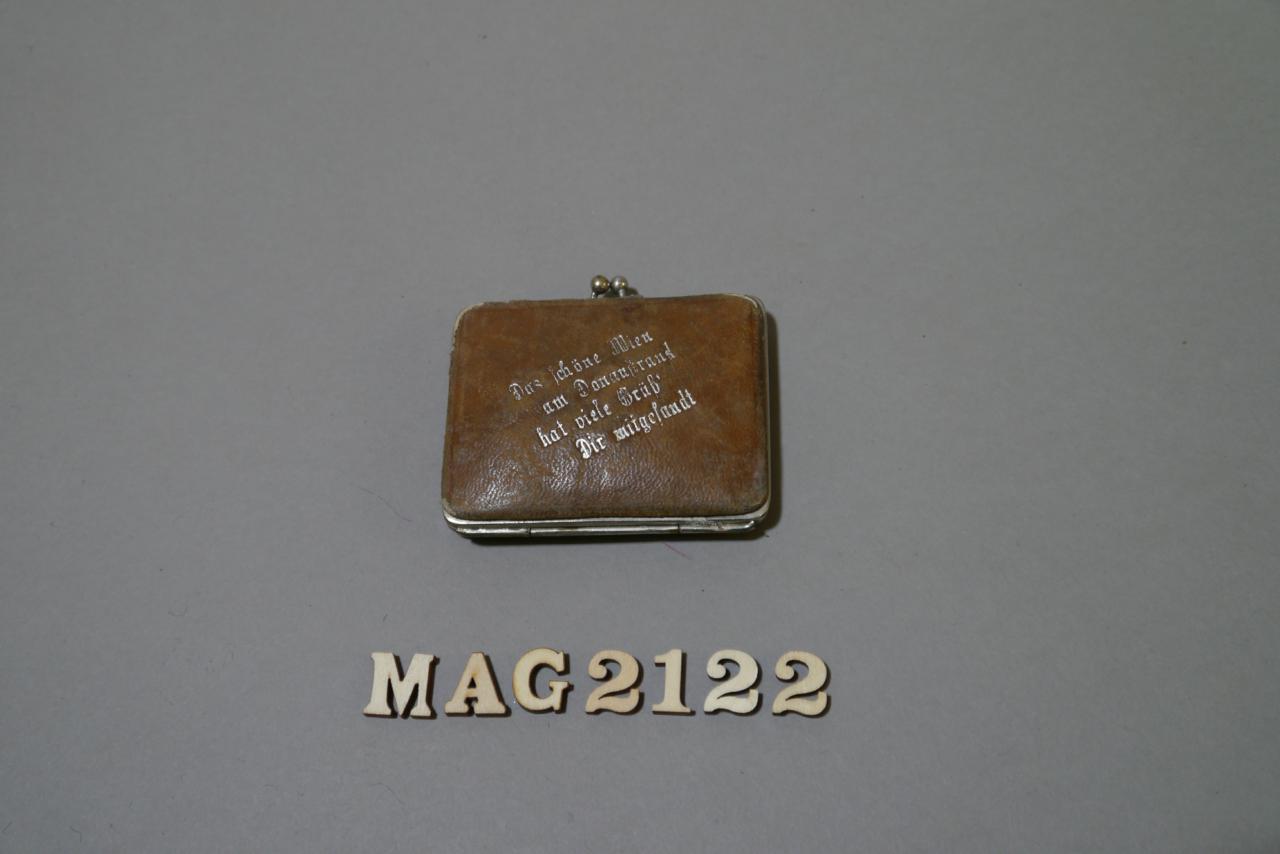 Das schöne Wien
am Donaustrand
hat viele Grüß'
Dir mitgesandt
MAG2122